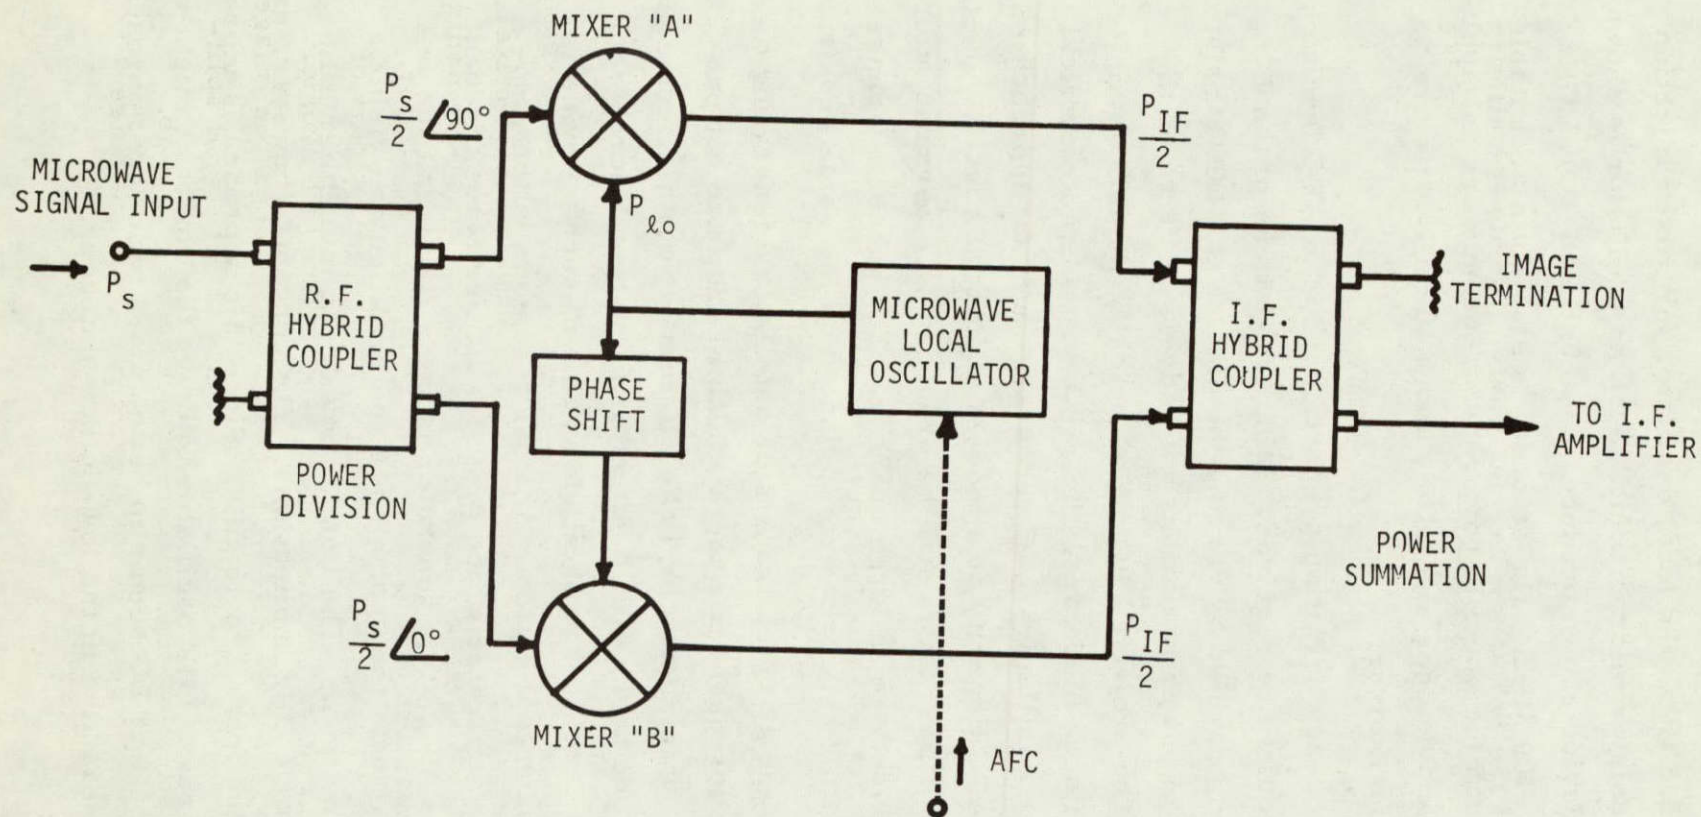 MIXER "A"
P_s/2 ∠90°
P_IF/2
MICROWAVE
SIGNAL INPUT
P_s
P_ℓo
R.F.
HYBRID
COUPLER
POWER
DIVISION
PHASE
SHIFT
MICROWAVE
LOCAL
OSCILLATOR
I.F.
HYBRID
COUPLER
IMAGE
TERMINATION
TO I.F.
AMPLIFIER
POWER
SUMMATION
P_s/2 ∠0°
P_IF/2
MIXER "B"
AFC